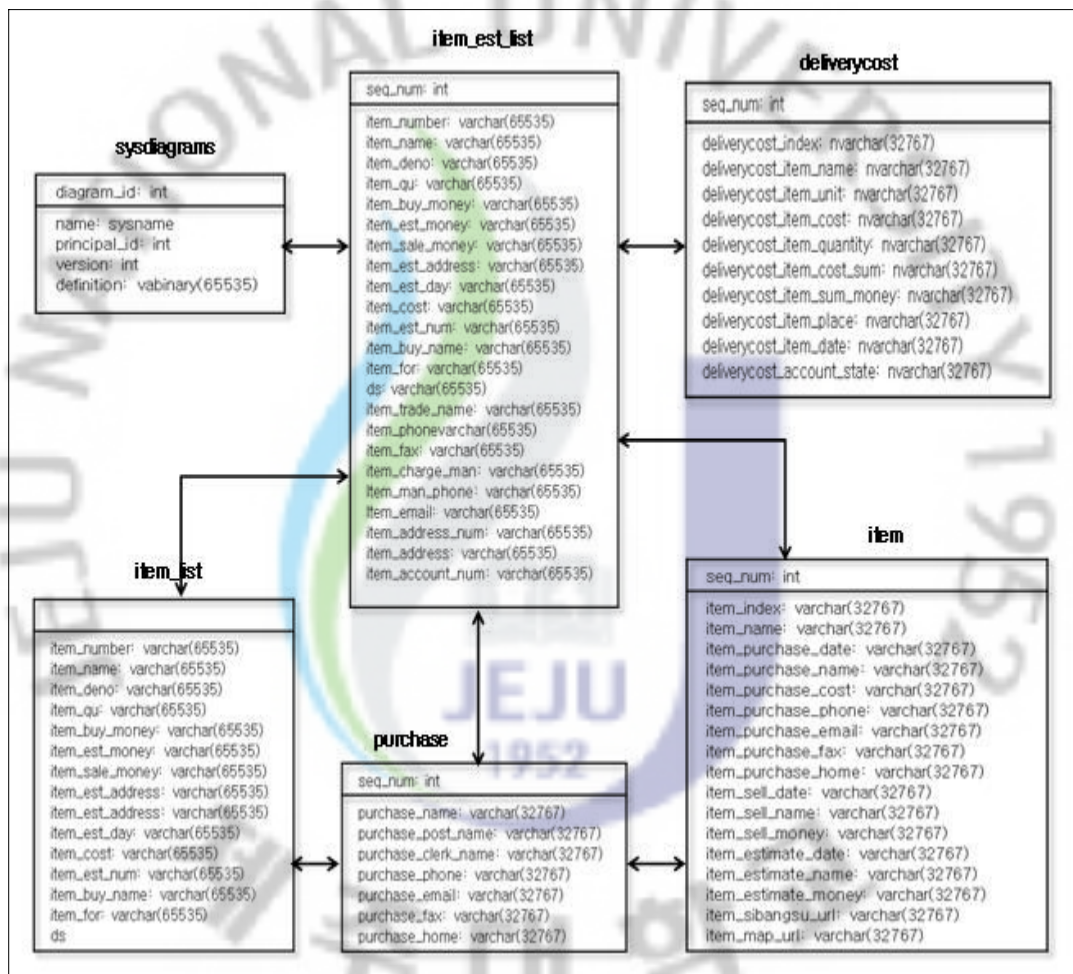 item_est_list
seq_num: int
item_number: varchar(65535)
item_name: varchar(65535)
item_deno: varchar(65535)
item_qu: varchar(65535)
item_buy_money: varchar(65535)
item_est_money: varchar(65535)
item_sale_money: varchar(65535)
item_est_address: varchar(65535)
item_est_day: varchar(65535)
item_cost: varchar(65535)
item_est_num: varchar(65535)
item_buy_name: varchar(65535)
item_for: varchar(65535)
ds: varchar(65535)
item_trade_name: varchar(65535)
item_phonevarchar(65535)
item_fax: varchar(65535)
item_charge_man: varchar(65535)
Item_man_phone: varchar(65535)
Item_email: varchar(65535)
item_address_num: varchar(65535)
item_address: varchar(65535)
item_account_num: varchar(65535)
deliverycost
seq_num: int
deliverycost_index: nvarchar(32767)
deliverycost_item_name: nvarchar(32767)
deliverycost_item_unit: nvarchar(32767)
deliverycost_item_cost: nvarchar(32767)
deliverycost_item_quantity: nvarchar(32767)
deliverycost_item_cost_sum: nvarchar(32767)
deliverycost_item_sum_money: nvarchar(32767)
deliverycost_item_place: nvarchar(32767)
deliverycost_item_date: nvarchar(32767)
deliverycost_account_state: nvarchar(32767)
sysdiagrams
diagram_id: int
name: sysname
principal_id: int
version: int
definition: vabinary(65535)
item_list
item_number: varchar(65535)
item_name: varchar(65535)
item_deno: varchar(65535)
item_qu: varchar(65535)
item_buy_money: varchar(65535)
item_est_money: varchar(65535)
item_sale_money: varchar(65535)
item_est_address: varchar(65535)
item_est_address: varchar(65535)
item_est_day: varchar(65535)
item_cost: varchar(65535)
item_est_num: varchar(65535)
item_buy_name: varchar(65535)
item_for: varchar(65535)
ds
purchase
seq_num: int
purchase_name: varchar(32767)
purchase_post_name: varchar(32767)
purchase_clerk_name: varchar(32767)
purchase_phone: varchar(32767)
purchase_email: varchar(32767)
purchase_fax: varchar(32767)
purchase_home: varchar(32767)
item
seq_num: int
item_index: varchar(32767)
item_name: varchar(32767)
item_purchase_date: varchar(32767)
item_purchase_name: varchar(32767)
item_purchase_cost: varchar(32767)
item_purchase_phone: varchar(32767)
item_purchase_email: varchar(32767)
item_purchase_fax: varchar(32767)
item_purchase_home: varchar(32767)
item_sell_date: varchar(32767)
item_sell_name: varchar(32767)
item_sell_money: varchar(32767)
item_estimate_date: varchar(32767)
item_estimate_name: varchar(32767)
item_estimate_money: varchar(32767)
item_sibangsu_url: varchar(32767)
item_map_url: varchar(32767)
JEJU NATIONAL UNIVERSITY 1952
JEJU
1952